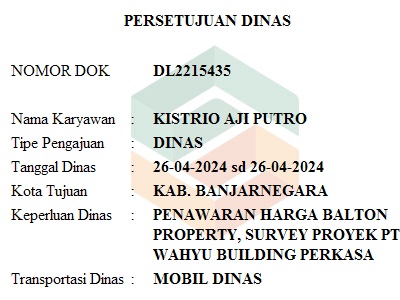 PERSETUJUAN DINAS
NOMOR DOK DL2215435
Nama Karyawan : KISTRIO AJI PUTRO
Tipe Pengajuan : DINAS
Tanggal Dinas : 26-04-2024 sd 26-04-2024
Kota Tujuan : KAB. BANJARNEGARA
Keperluan Dinas : PENAWARAN HARGA BALTON
PROPERTY, SURVEY PROYEK PT
WAHYU BUILDING PERKASA
Transportasi Dinas : MOBIL DINAS